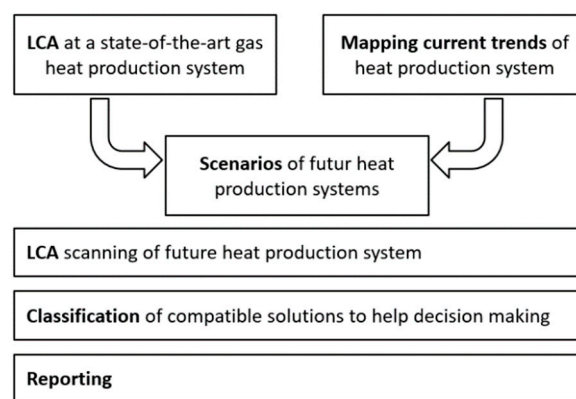 LCA at a state-of-the-art gas
heat production system
Mapping current trends of
heat production system
Scenarios of futur heat
production systems
LCA scanning of future heat production system
Classification of compatible solutions to help decision making
Reporting